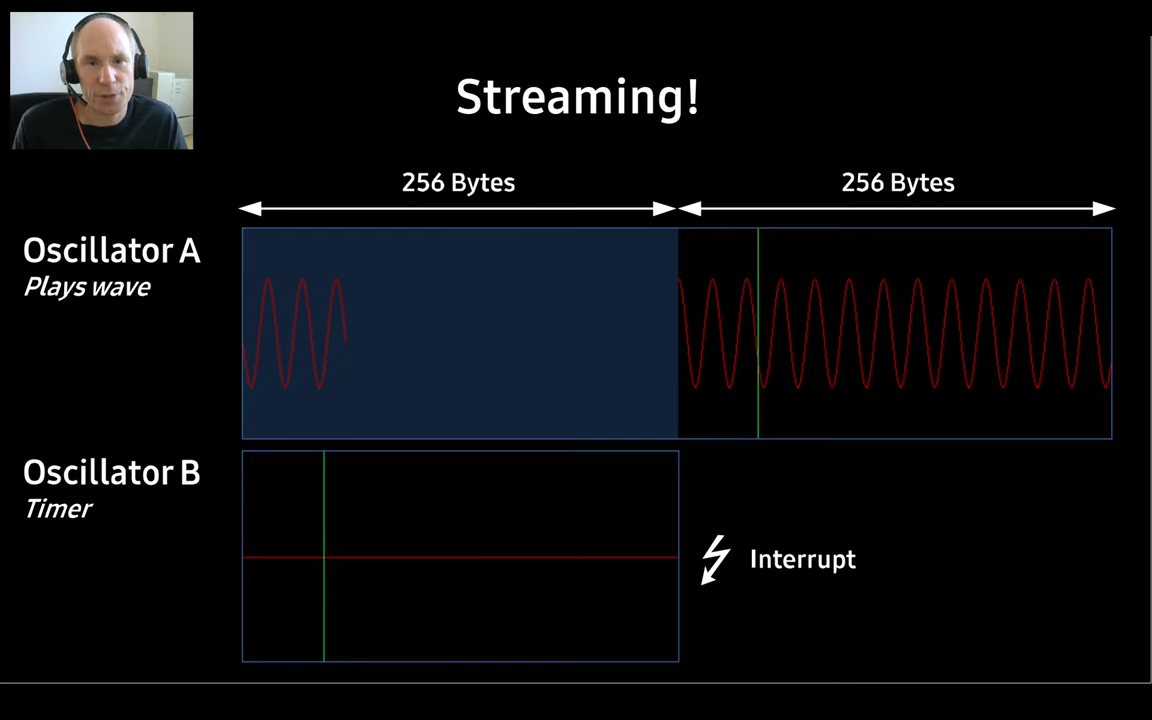 Streaming!
256 Bytes
256 Bytes
Oscillator A
Plays wave
Oscillator B
Timer
Interrupt